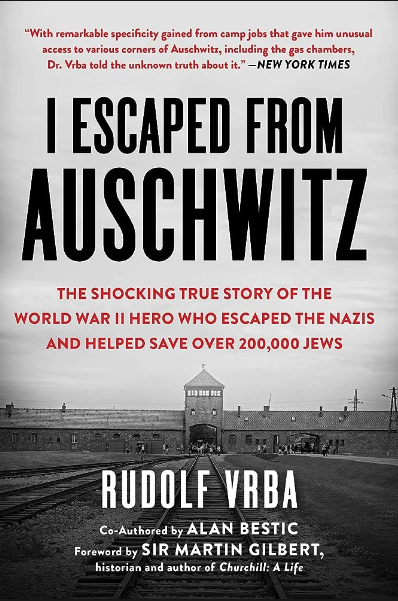 “With remarkable specificity gained from camp jobs that gave him unusual
access to various corners of Auschwitz, including the gas chambers,
Dr. Vrba told the unknown truth about it.” —NEW YORK TIMES
I ESCAPED FROM
AUSCHWITZ
THE SHOCKING TRUE STORY OF THE
WORLD WAR II HERO WHO ESCAPED THE NAZIS
AND HELPED SAVE OVER 200,000 JEWS
RUDOLF VRBA
Co-Authored by ALAN BESTIC
Foreword by SIR MARTIN GILBERT,
historian and author of Churchill: A Life